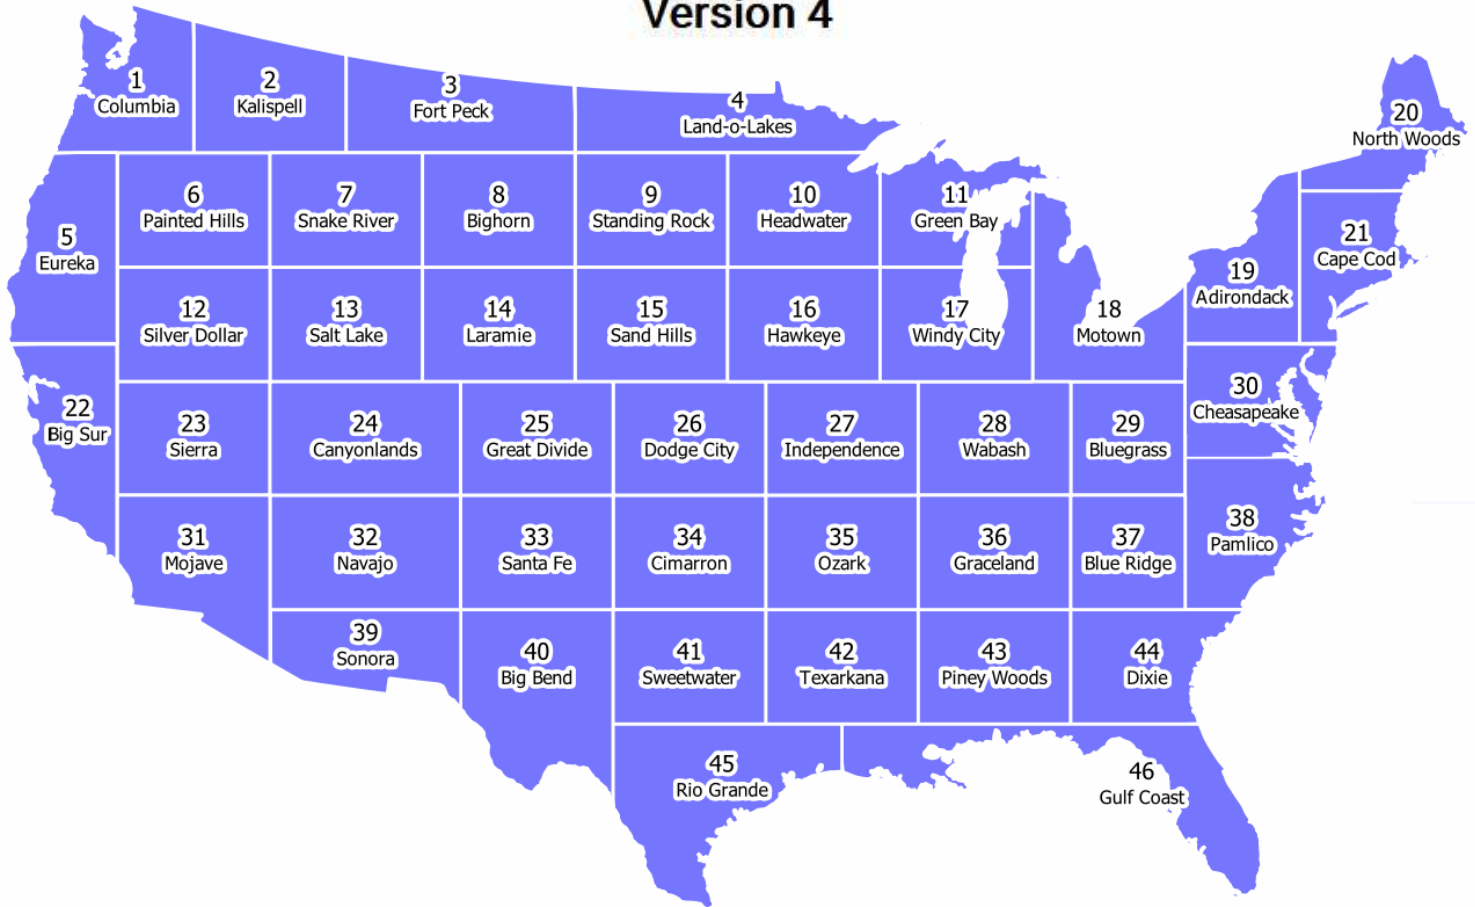 Version 4
1
Columbia
2
Kalispell
3
Fort Peck
4
Land-o-Lakes
5
Eureka
6
Painted Hills
7
Snake River
8
Bighorn
9
Standing Rock
10
Headwater
11
Green Bay
12
Silver Dollar
13
Salt Lake
14
Laramie
15
Sand Hills
16
Hawkeye
17
Windy City
18
Motown
19
Adirondack
20
North Woods
21
Cape Cod
22
Big Sur
23
Sierra
24
Canyonlands
25
Great Divide
26
Dodge City
27
Independence
28
Wabash
29
Bluegrass
30
Cheasapeake
31
Mojave
32
Navajo
33
Santa Fe
34
Cimarron
35
Ozark
36
Graceland
37
Blue Ridge
38
Pamlico
39
Sonora
40
Big Bend
41
Sweetwater
42
Texarkana
43
Piney Woods
44
Dixie
45
Rio Grande
46
Gulf Coast